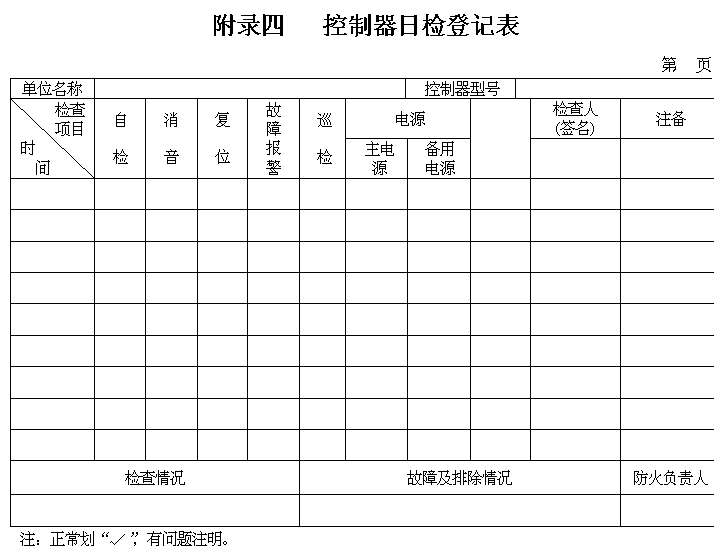 附录四 控制器日检登记表
第 页
单位名称 控制器型号
检查项目 时间 自检 消音 复位 故障报警 巡检 电源 检查人(签名) 注备
主电源 备用电源
检查情况 故障及排除情况 防火负责人
注：正常划“✓”，有问题注明。